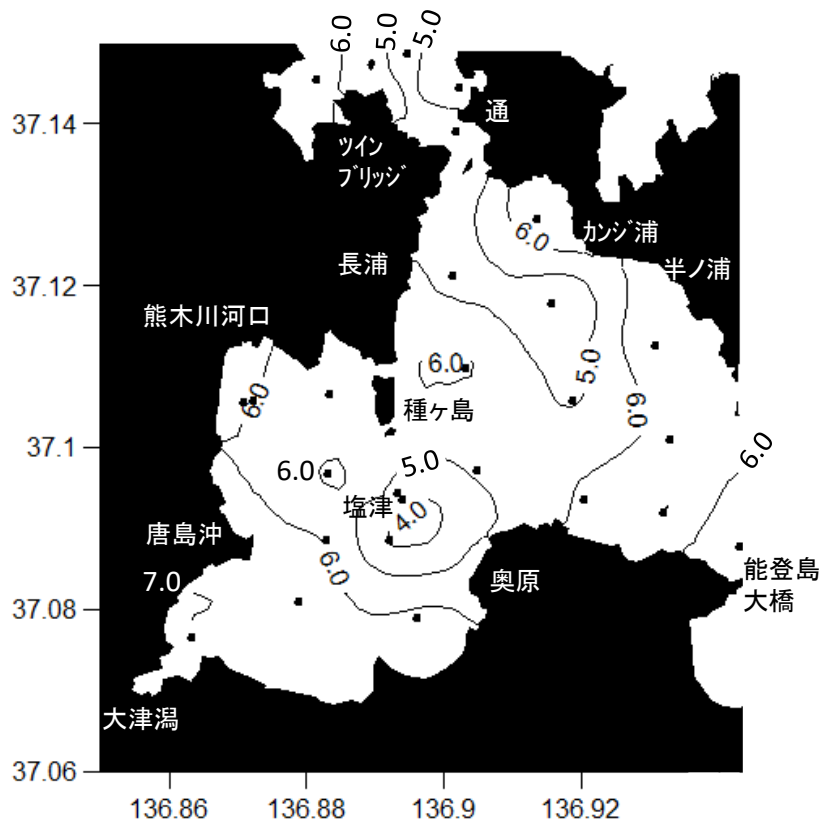 6.0
5.0
5.0
37.14
通
ﾂｲﾝ
ﾌﾞﾘｯｼﾞ
6.0
ｶﾝｼﾞ浦
長浦
半ノ浦
37.12
熊木川河口
6.0
5.0
6.0
6.0
種ヶ島
37.1
5.0
6.0
6.0
塩津
4.0
唐島沖
6.0
7.0
奥原
能登島
大橋
37.08
大津潟
37.06
136.86
136.88
136.9
136.92